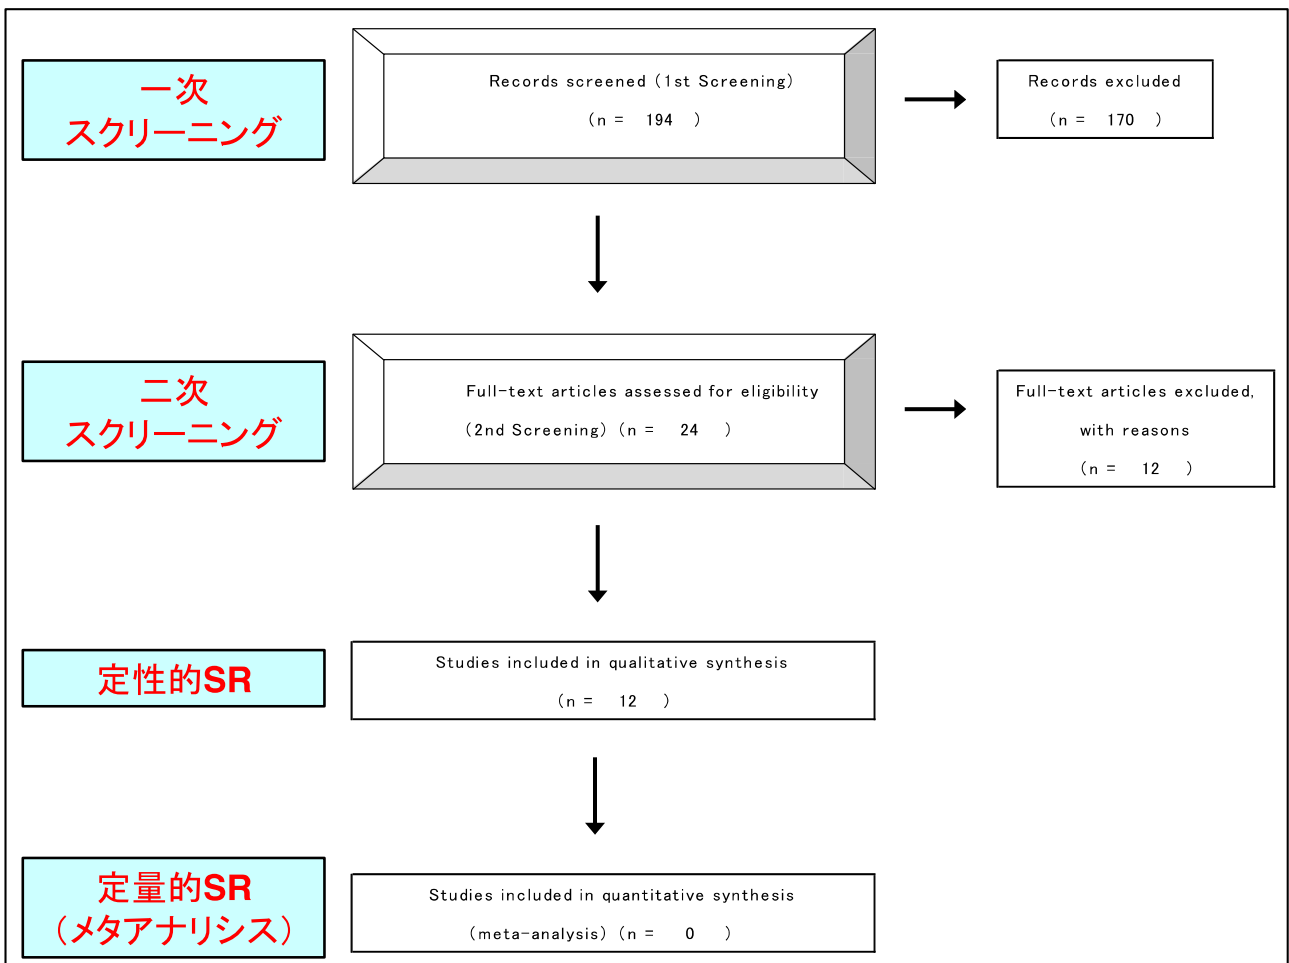 一次
スクリーニング
Records screened (1st Screening)
(n = 194 )
Records excluded
(n = 170 )
二次
スクリーニング
Full-text articles assessed for eligibility
(2nd Screening) (n = 24 )
Full-text articles excluded,
with reasons
(n = 12 )
定性的SR
Studies included in qualitative synthesis
(n = 12 )
定量的SR
（メタアナリシス）
Studies included in quantitative synthesis
(meta-analysis) (n = 0 )